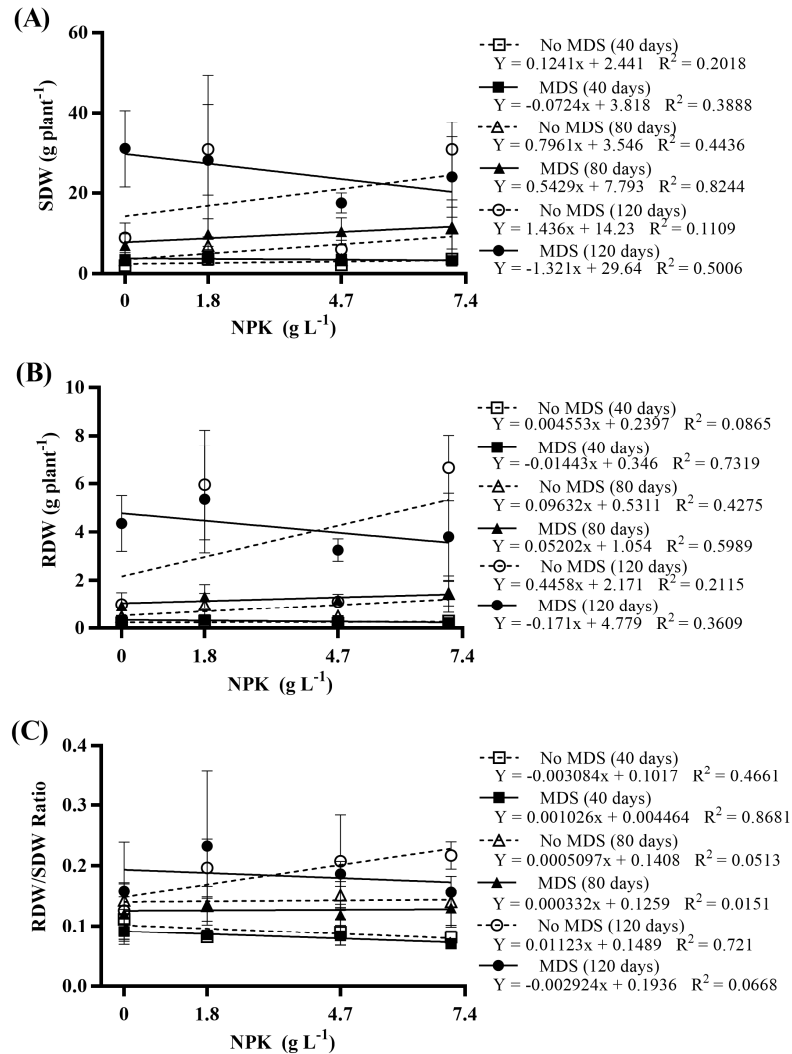 (A)
SDW (g plant⁻¹)
60
40
20
0
0 1.8 4.7 7.4
NPK (g L⁻¹)
No MDS (40 days)
Y = 0.1241x + 2.441 R² = 0.2018
MDS (40 days)
Y = -0.0724x + 3.818 R² = 0.3888
No MDS (80 days)
Y = 0.7961x + 3.546 R² = 0.4436
MDS (80 days)
Y = 0.5429x + 7.793 R² = 0.8244
No MDS (120 days)
Y = 1.436x + 14.23 R² = 0.1109
MDS (120 days)
Y = -1.321x + 29.64 R² = 0.5006
(B)
RDW (g plant⁻¹)
10
8
6
4
2
0
0 1.8 4.7 7.4
NPK (g L⁻¹)
No MDS (40 days)
Y = 0.004553x + 0.2397 R² = 0.0865
MDS (40 days)
Y = -0.01443x + 0.346 R² = 0.7319
No MDS (80 days)
Y = 0.09632x + 0.5311 R² = 0.4275
MDS (80 days)
Y = 0.05202x + 1.054 R² = 0.5989
No MDS (120 days)
Y = 0.4458x + 2.171 R² = 0.2115
MDS (120 days)
Y = -0.171x + 4.779 R² = 0.3609
(C)
RDW/SDW Ratio
0.4
0.3
0.2
0.1
0.0
0 1.8 4.7 7.4
NPK (g L⁻¹)
No MDS (40 days)
Y = -0.003084x + 0.1017 R² = 0.4661
MDS (40 days)
Y = 0.001026x + 0.004464 R² = 0.8681
No MDS (80 days)
Y = 0.0005097x + 0.1408 R² = 0.0513
MDS (80 days)
Y = 0.000332x + 0.1259 R² = 0.0151
No MDS (120 days)
Y = 0.01123x + 0.1489 R² = 0.721
MDS (120 days)
Y = -0.002924x + 0.1936 R² = 0.0668